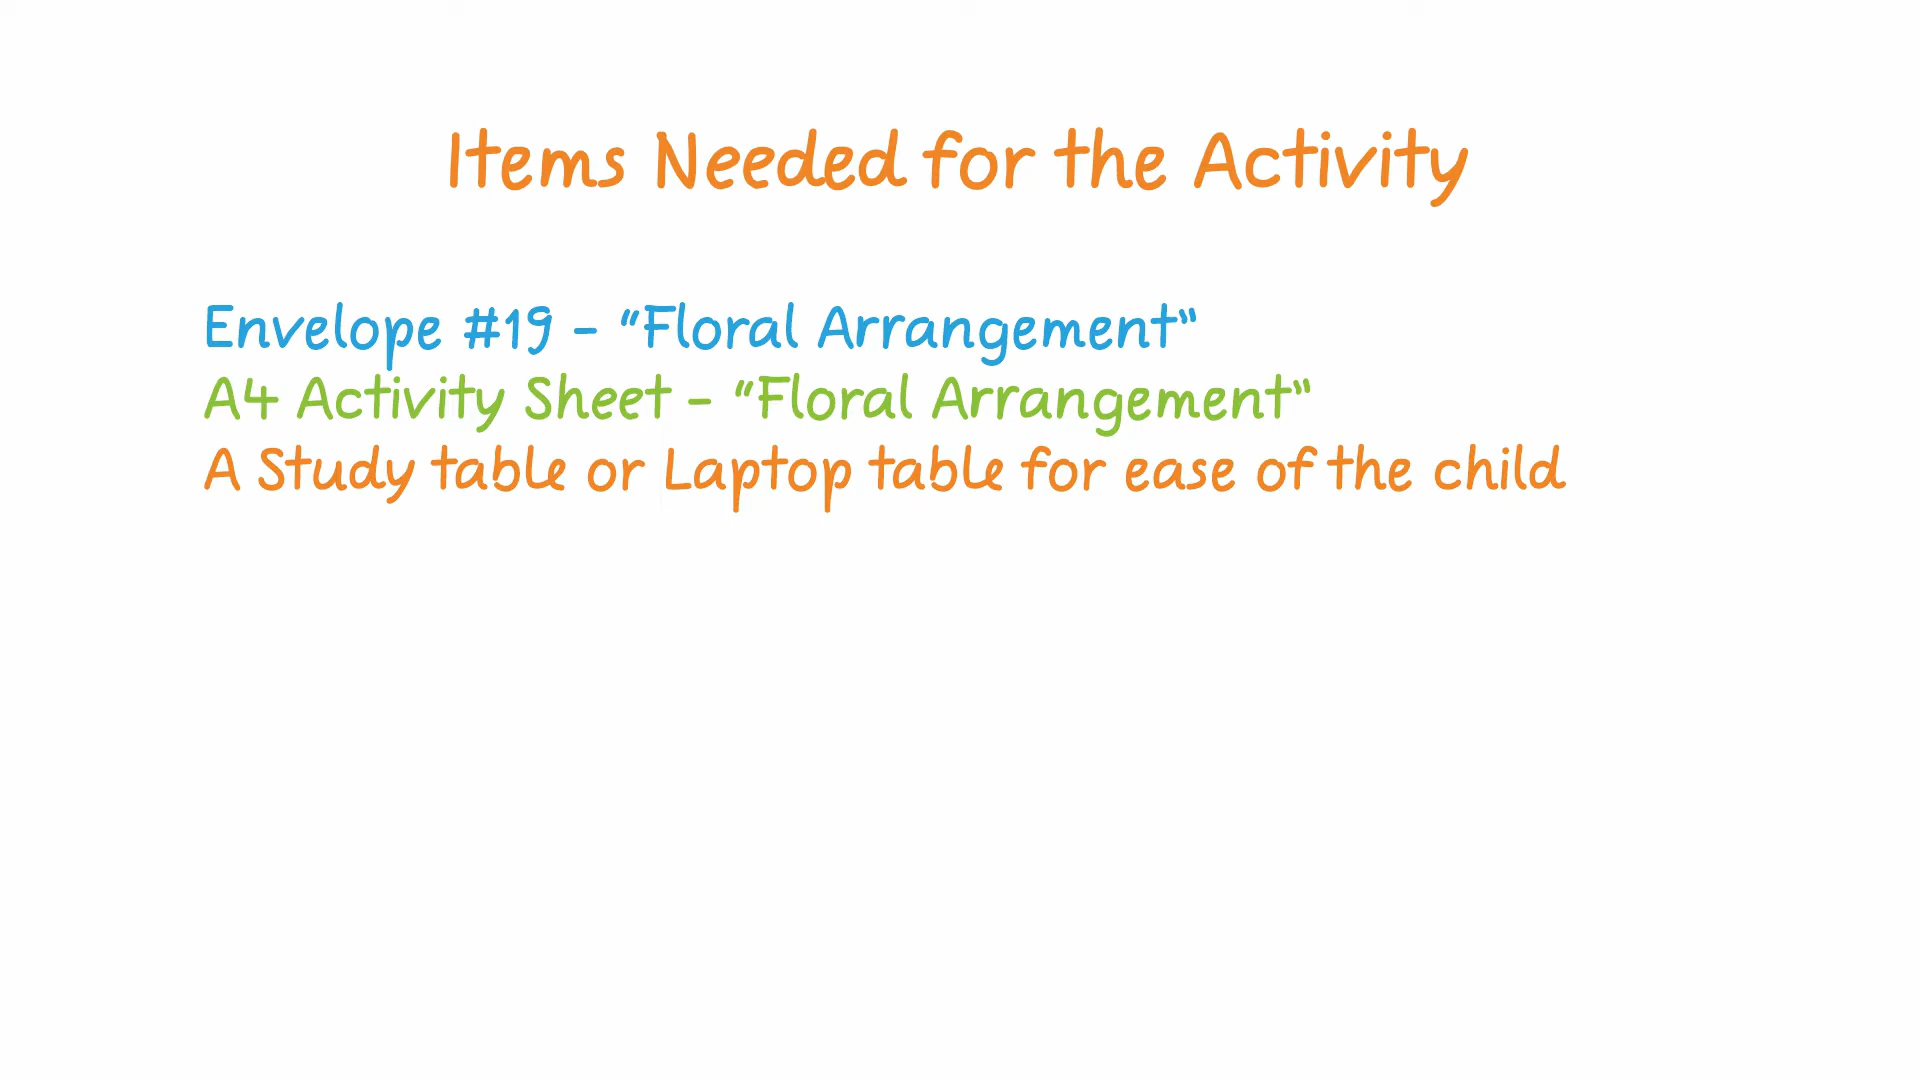 Items Needed for the Activity
Envelope #19 - “Floral Arrangement"
A4 Activity Sheet - “Floral Arrangement"
A Study table or Laptop table for ease of the child